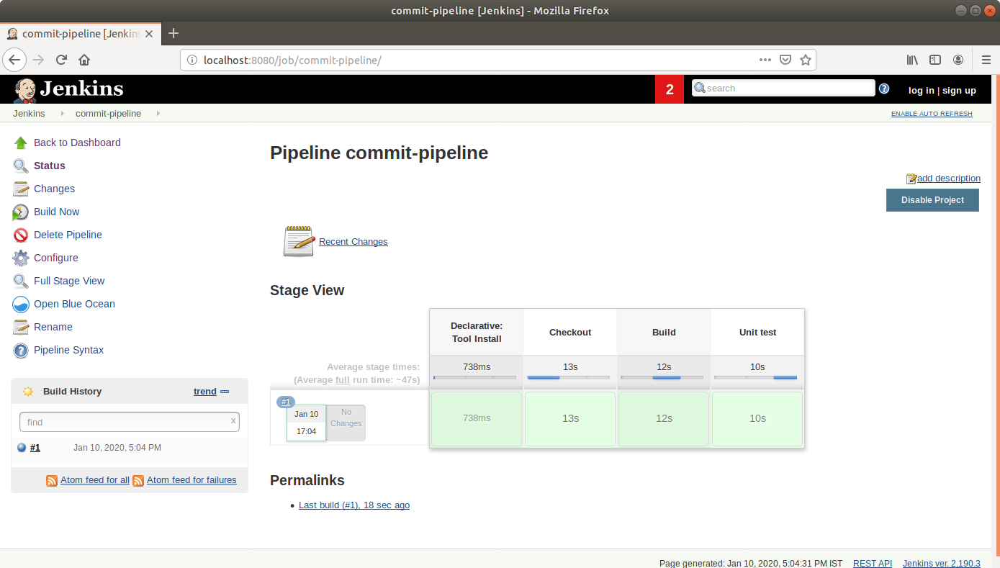 commit-pipeline [Jenkins] - Mozilla Firefox
commit-pipeline [Jenkins
localhost:8080/job/commit-pipeline/
Jenkins
2
search
log in | sign up
Jenkins
commit-pipeline
ENABLE AUTO REFRESH
Back to Dashboard
Status
Changes
Build Now
Delete Pipeline
Configure
Full Stage View
Open Blue Ocean
Rename
Pipeline Syntax
Build History
trend
find
x
#1
Jan 10, 2020, 5:04 PM
Atom feed for all
Atom feed for failures
Pipeline commit-pipeline
add description
Disable Project
Recent Changes
Stage View
Declarative:
Tool Install
Checkout
Build
Unit test
Average stage times:
(Average full run time: ~47s)
738ms
13s
12s
10s
#1
Jan 10
17:04
No
Changes
738ms
13s
12s
10s
Permalinks
• Last build (#1), 18 sec ago
Page generated: Jan 10, 2020, 5:04:31 PM IST
REST API
Jenkins ver. 2.190.3